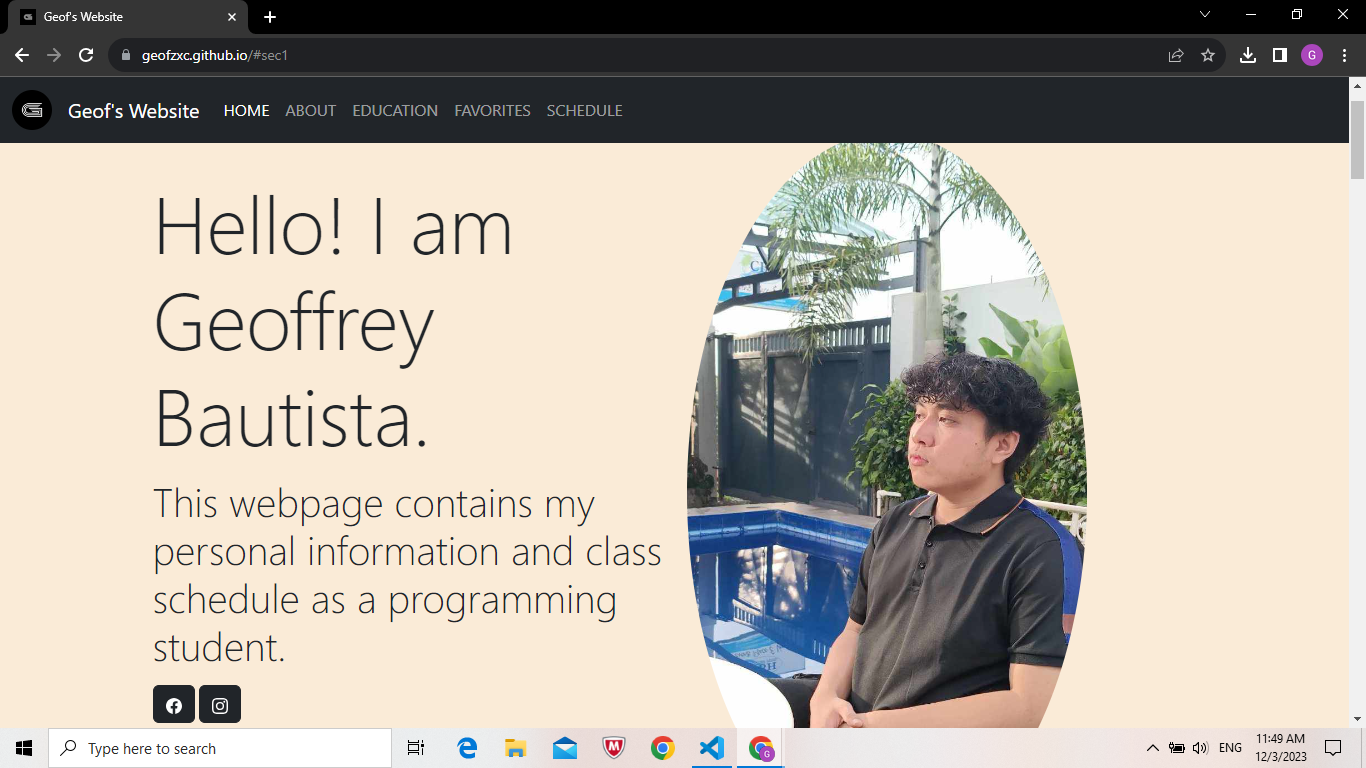 Geof's Website
geofzxc.github.io/#sec1
G
Geof's Website HOME ABOUT EDUCATION FAVORITES SCHEDULE
Hello! I am
Geoffrey
Bautista.
This webpage contains my
personal information and class
schedule as a programming
student.
Type here to search
ENG
11:49 AM
12/3/2023